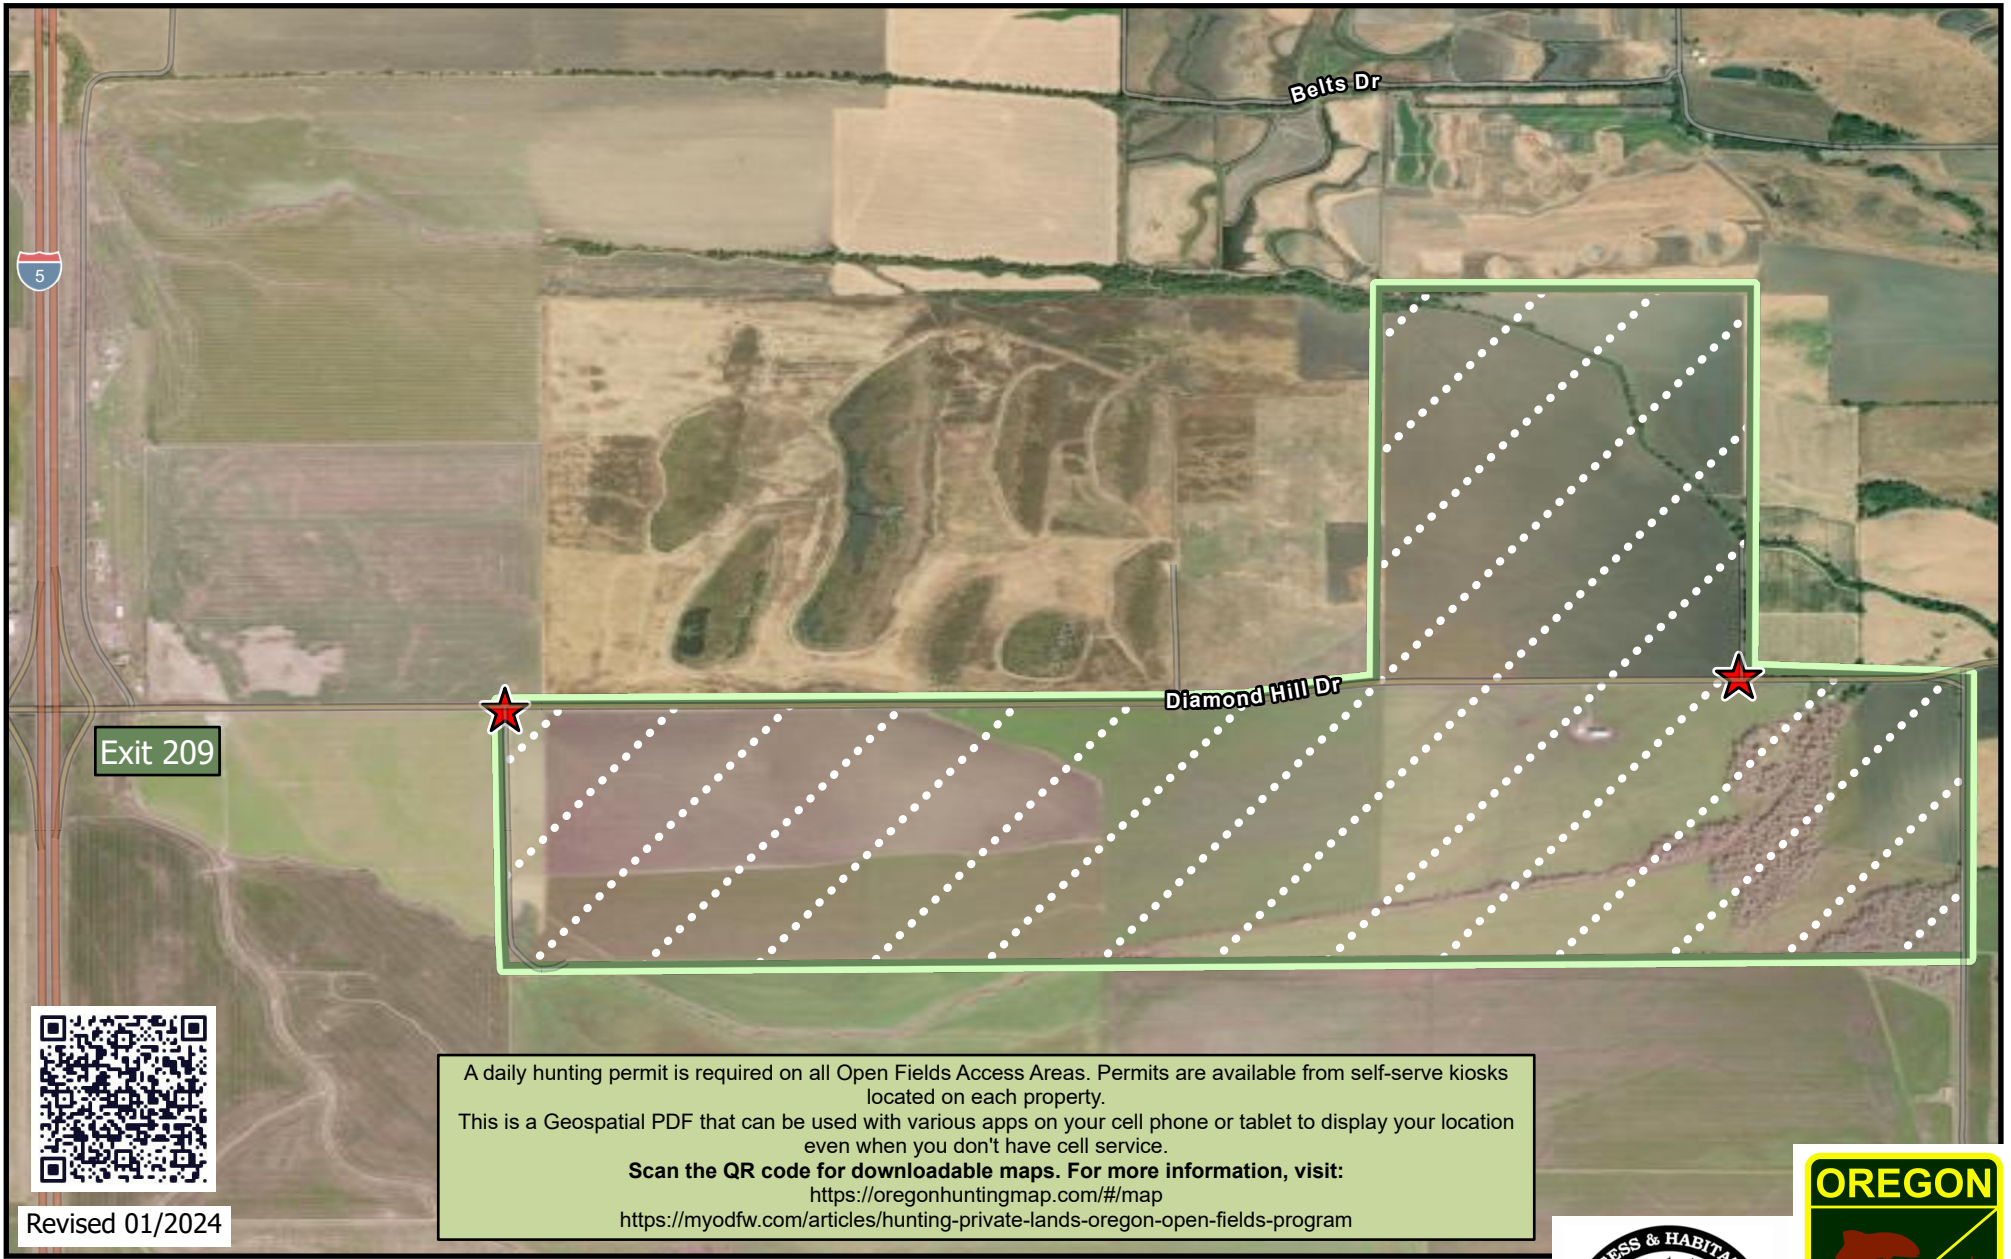 Belts Dr
5
Diamond Hill Dr
Exit 209
A daily hunting permit is required on all Open Fields Access Areas. Permits are available from self-serve kiosks
located on each property.
This is a Geospatial PDF that can be used with various apps on your cell phone or tablet to display your location
even when you don't have cell service.
Scan the QR code for downloadable maps. For more information, visit:
https://oregonhuntingmap.com/#/map
https://myodfw.com/articles/hunting-private-lands-oregon-open-fields-program
Revised 01/2024
OREGON
& HABITA